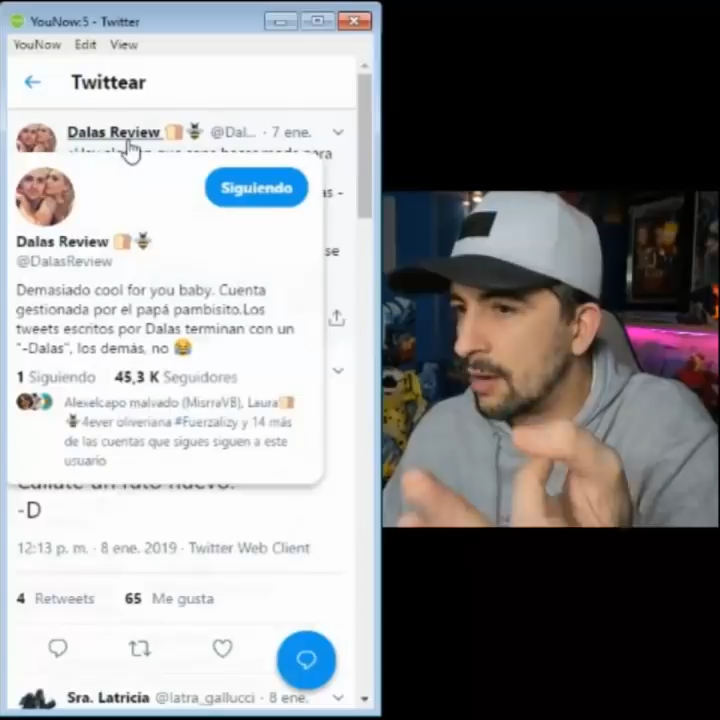 YouNow:5 - Twitter
YouNow Edit View
Twittear
Dalas Review @Dal... · 7 ene.
Siguiendo
Dalas Review
@DalasReview
se
Demasiado cool for you baby. Cuenta
gestionada por el papá pambisito.Los
tweets escritos por Dalas terminan con un
"-Dalas", los demás, no 😂
1 Siguiendo 45,3 K Seguidores
Alexelcapo malvado (MisrraVB), Laura
4ever oliveriana #Fuerzalizy y 14 más
de las cuentas que sigues siguen a este
usuario
-D
12:13 p. m. · 8 ene. 2019 · Twitter Web Client
4 Retweets 65 Me gusta
Sra. Latricia @latra_gallucci · 8 ene.